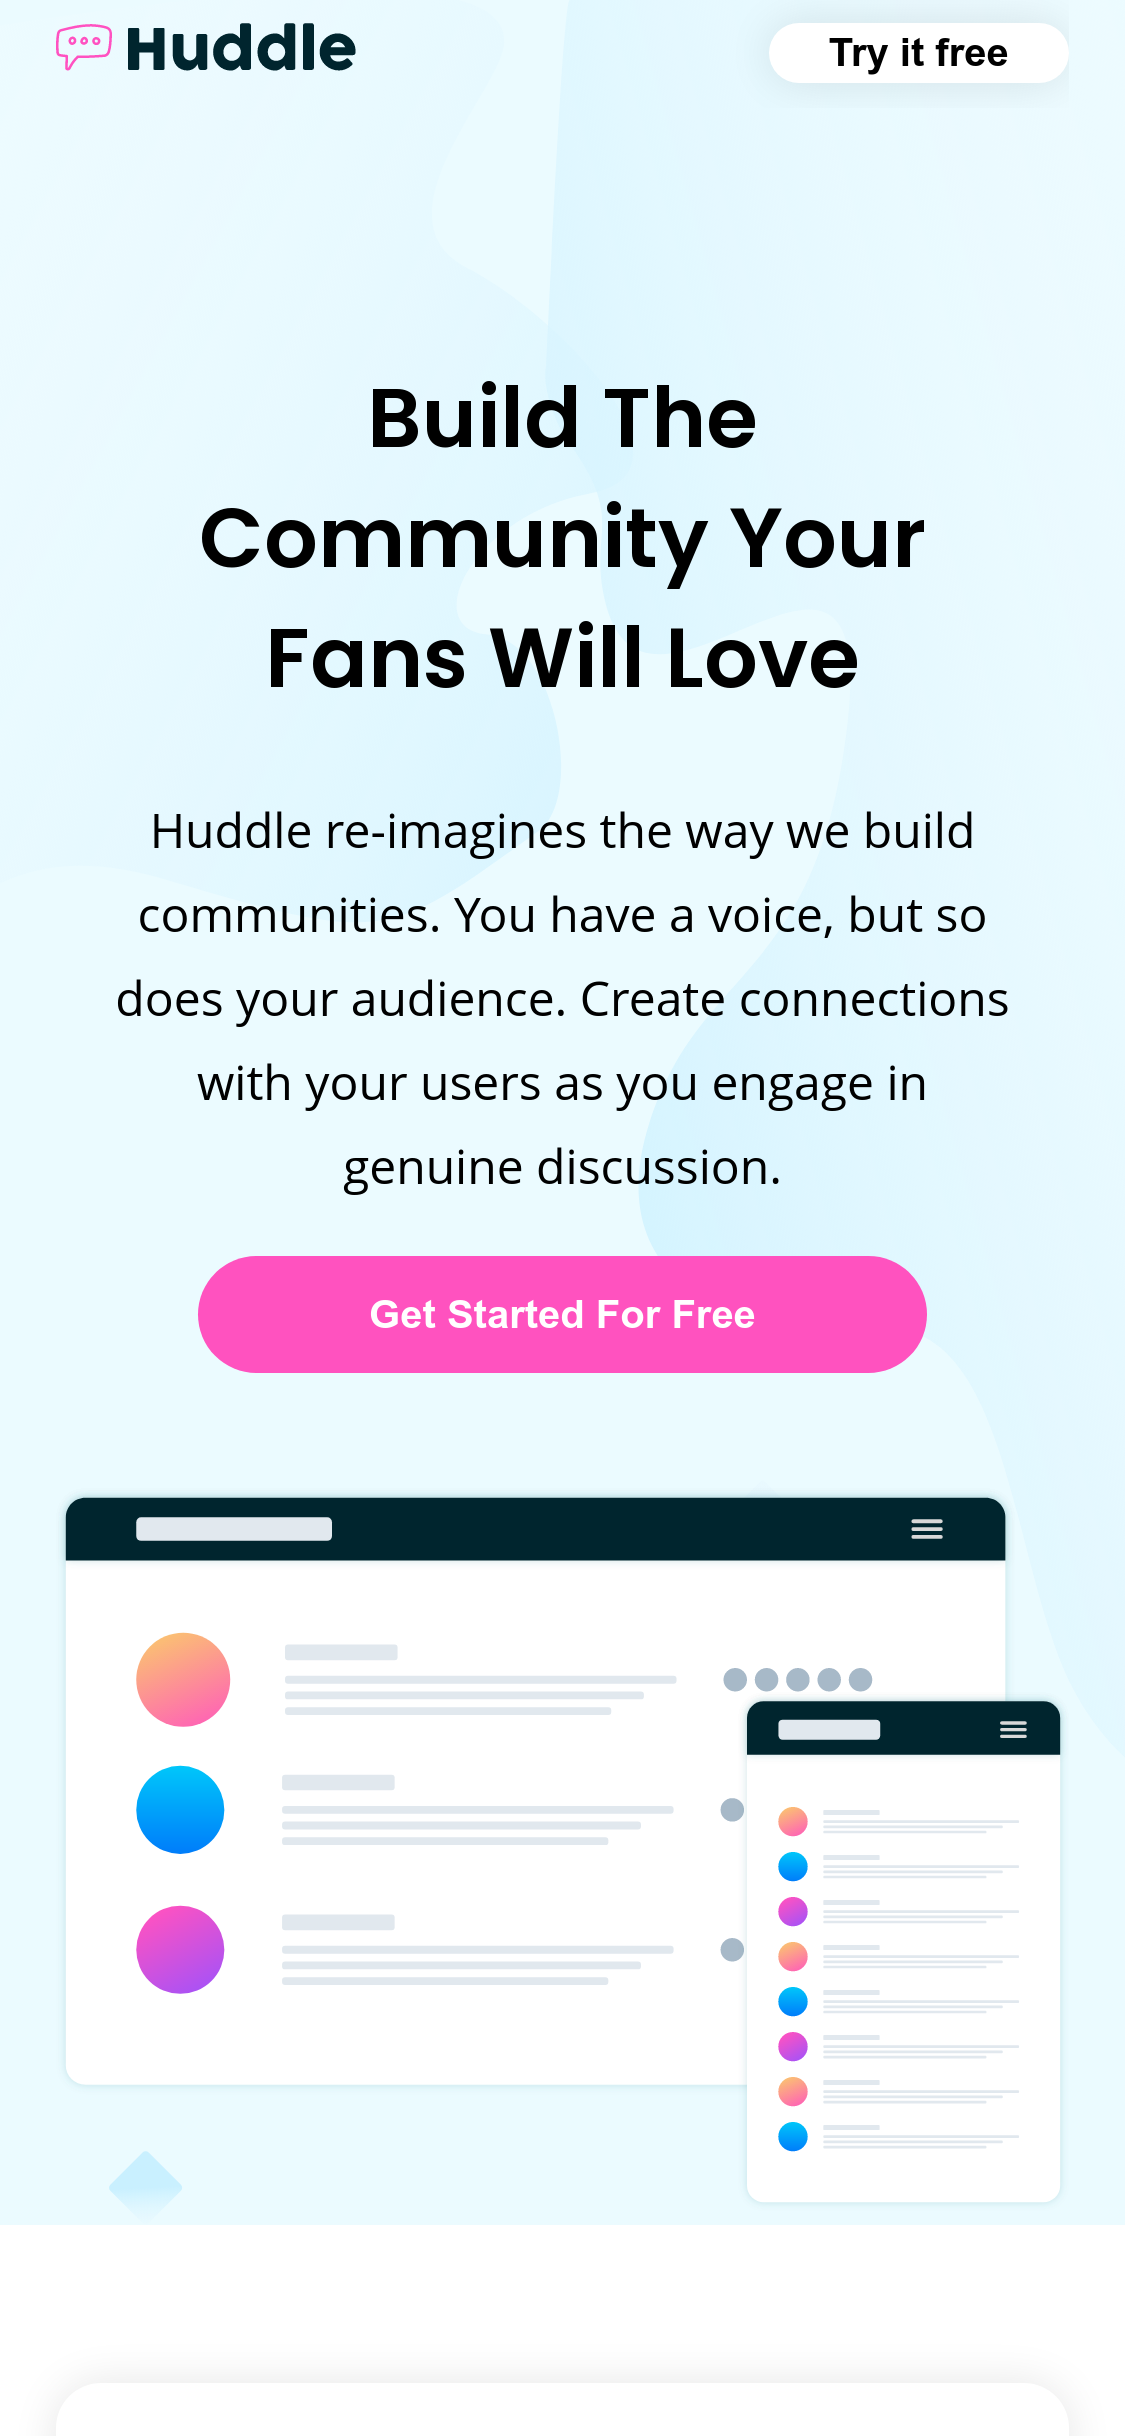 Huddle
Try it free
Build The
Community Your
Fans Will Love
Huddle re-imagines the way we build
communities. You have a voice, but so
does your audience. Create connections
with your users as you engage in
genuine discussion.
Get Started For Free